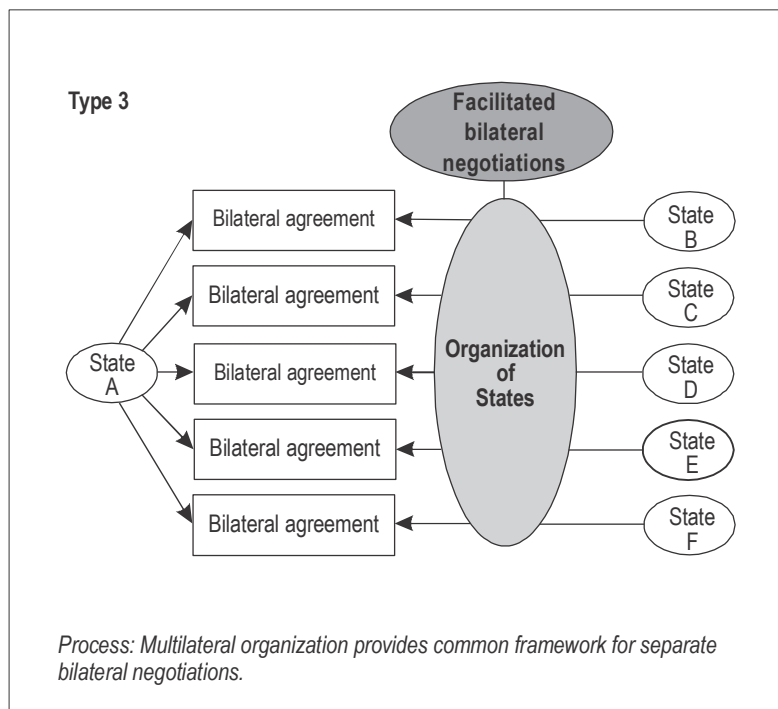 Type 3
Facilitated
bilateral
negotiations
Bilateral agreement
State
B
Bilateral agreement
State
C
State
A
Bilateral agreement
Organization
of
States
State
D
Bilateral agreement
State
E
Bilateral agreement
State
F
Process: Multilateral organization provides common framework for separate
bilateral negotiations.